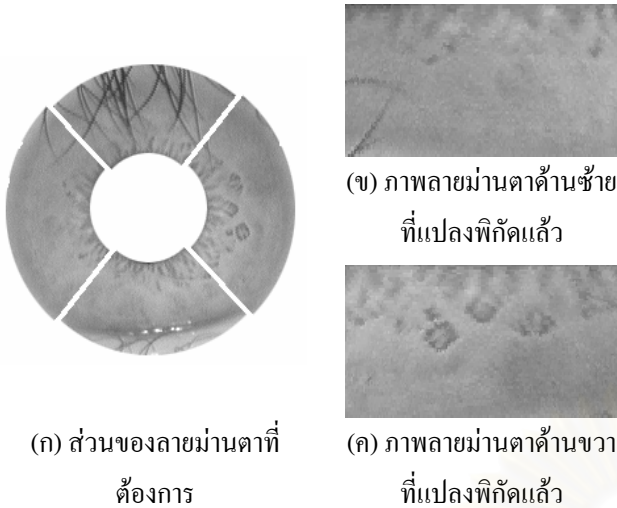 (ข) ภาพลายม่านตาด้านซ้าย
ที่แปลงพิกัดแล้ว
(ก) ส่วนของลายม่านตาที่
ต้องการ
(ค) ภาพลายม่านตาด้านขวา
ที่แปลงพิกัดแล้ว